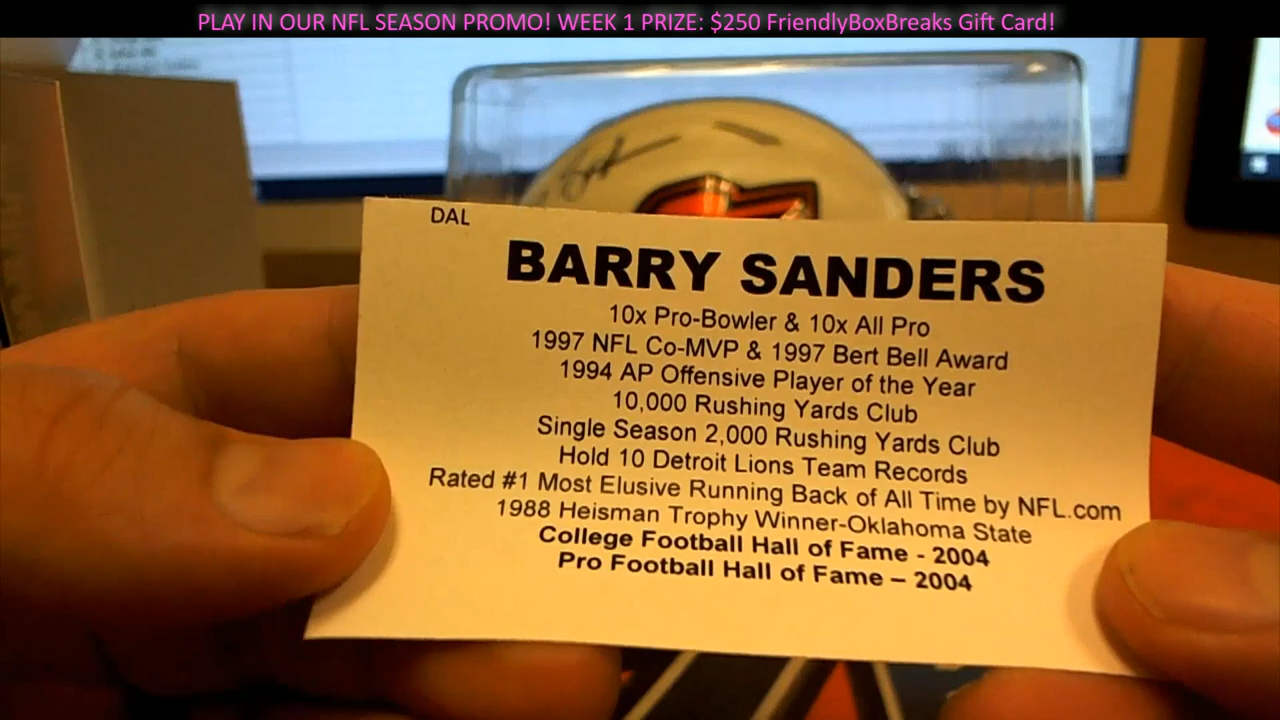 PLAY IN OUR NFL SEASON PROMO! WEEK 1 PRIZE: $250 FriendlyBoxBreaks Gift Card!
DAL
BARRY SANDERS
10x Pro-Bowler & 10x All Pro
1997 NFL Co-MVP & 1997 Bert Bell Award
1994 AP Offensive Player of the Year
10,000 Rushing Yards Club
Single Season 2,000 Rushing Yards Club
Hold 10 Detroit Lions Team Records
Rated #1 Most Elusive Running Back of All Time by NFL.com
1988 Heisman Trophy Winner-Oklahoma State
College Football Hall of Fame - 2004
Pro Football Hall of Fame – 2004